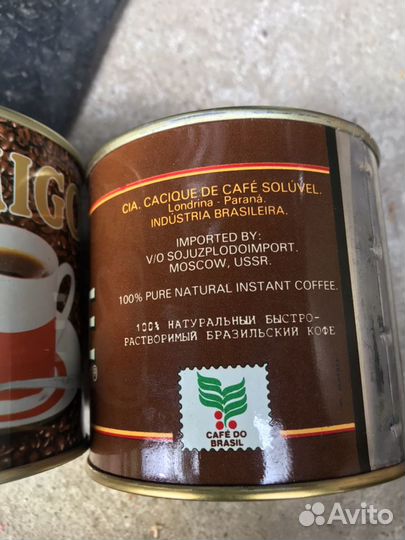 IGO
CIA. CACIQUE DE CAFÉ SOLÚVEL.
Londrina - Paraná.
INDÚSTRIA BRASILEIRA.
IMPORTED BY:
V/O SOJUZPLODOIMPORT.
MOSCOW, USSR.
100% PURE NATURAL INSTANT COFFEE.
100% НАТУРАЛЬНЫЙ БЫСТРО-
РАСТВОРИМЫЙ БРАЗИЛЬСКИЙ КОФЕ
CAFÉ DO
BRASIL
Avito